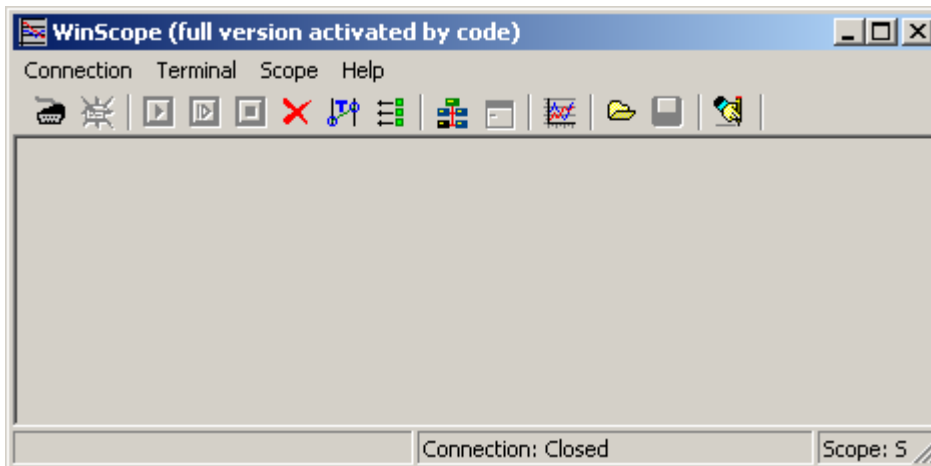 WinScope (full version activated by code)
Connection Terminal Scope Help
Connection: Closed Scope: S